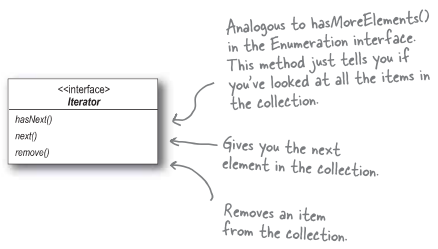 Analogous to hasMoreElements()
in the Enumeration interface.
This method just tells you if
you've looked at all the items in
the collection.
<<interface>>
Iterator
hasNext()
next()
remove()
Gives you the next
element in the collection.
Removes an item
from the collection.